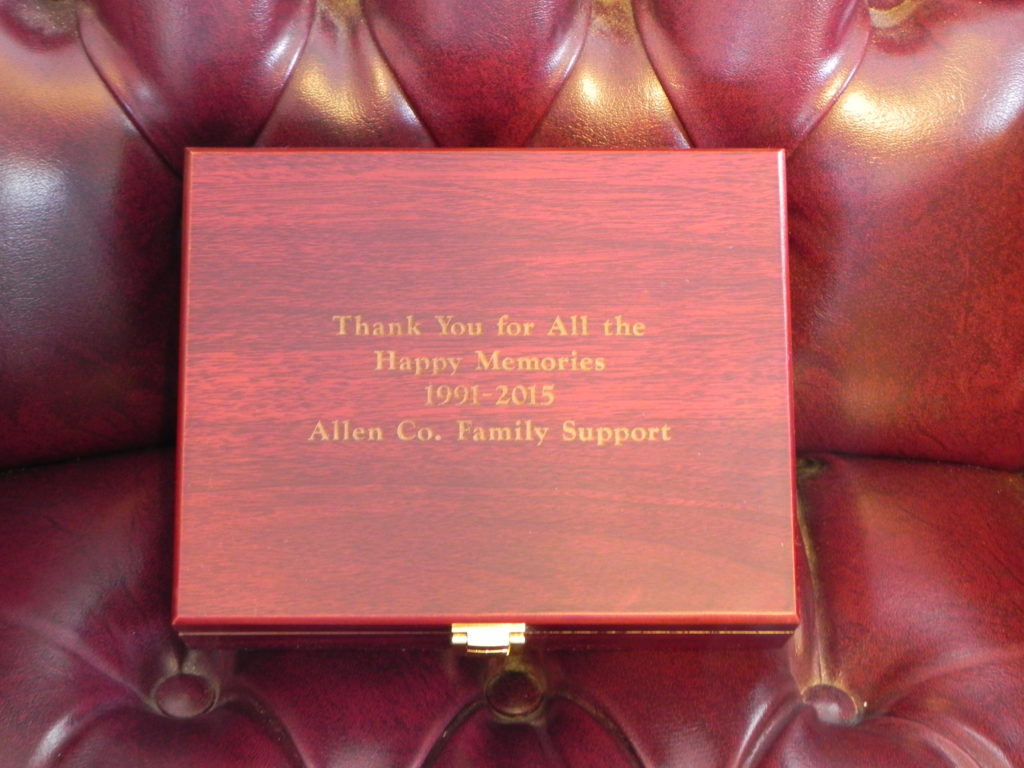 Thank You for All the
Happy Memories
1991-2015
Allen Co. Family Support